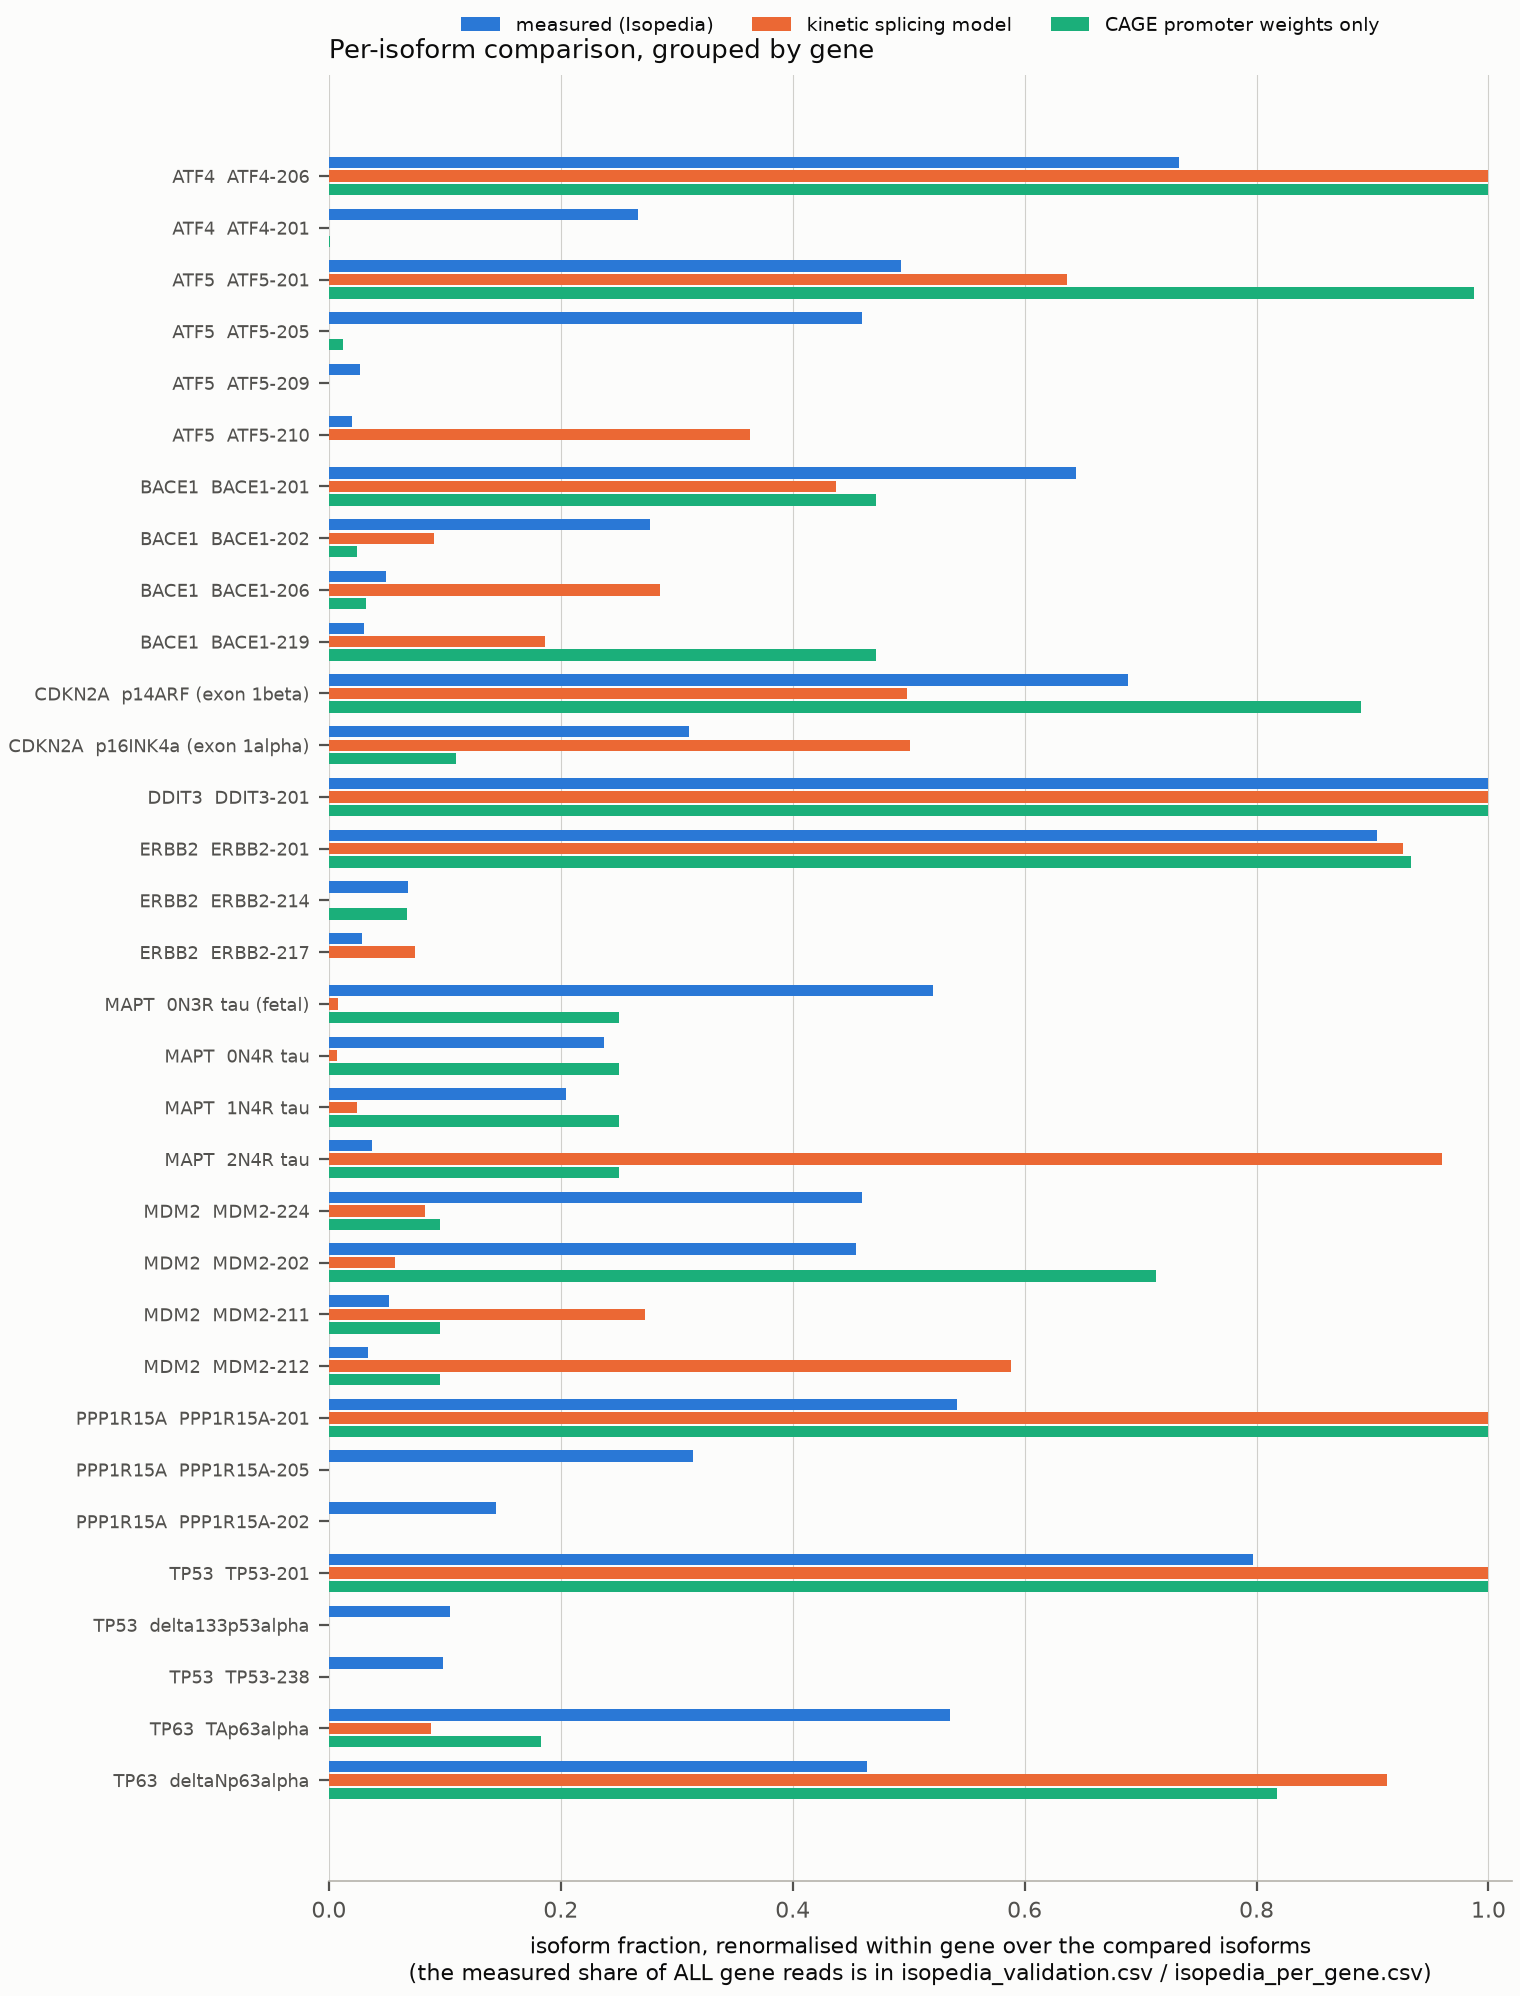 measured (Isopedia) kinetic splicing model CAGE promoter weights only
Per-isoform comparison, grouped by gene
ATF4 ATF4-206
ATF4 ATF4-201
ATF5 ATF5-201
ATF5 ATF5-205
ATF5 ATF5-209
ATF5 ATF5-210
BACE1 BACE1-201
BACE1 BACE1-202
BACE1 BACE1-206
BACE1 BACE1-219
CDKN2A p14ARF (exon 1beta)
CDKN2A p16INK4a (exon 1alpha)
DDIT3 DDIT3-201
ERBB2 ERBB2-201
ERBB2 ERBB2-214
ERBB2 ERBB2-217
MAPT 0N3R tau (fetal)
MAPT 0N4R tau
MAPT 1N4R tau
MAPT 2N4R tau
MDM2 MDM2-224
MDM2 MDM2-202
MDM2 MDM2-211
MDM2 MDM2-212
PPP1R15A PPP1R15A-201
PPP1R15A PPP1R15A-205
PPP1R15A PPP1R15A-202
TP53 TP53-201
TP53 delta133p53alpha
TP53 TP53-238
TP63 TAp63alpha
TP63 deltaNp63alpha
0.0 0.2 0.4 0.6 0.8 1.0
isoform fraction, renormalised within gene over the compared isoforms
(the measured share of ALL gene reads is in isopedia_validation.csv / isopedia_per_gene.csv)